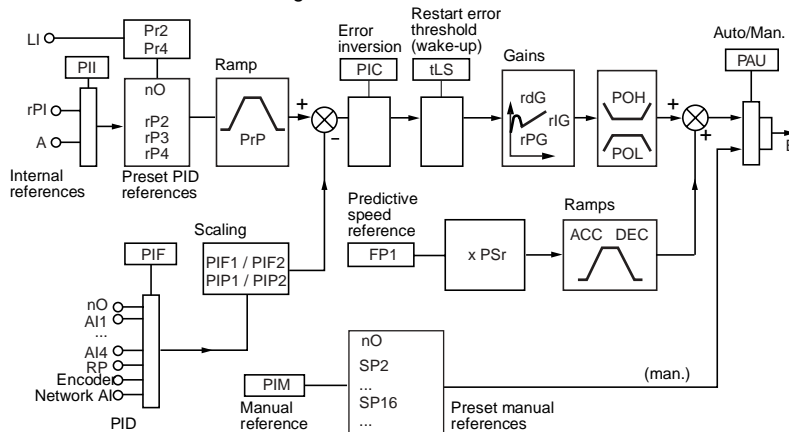 LI
Pr2
Pr4
PII
rPI
A
Internal
references
nO
rP2
rP3
rP4
Preset PID
references
Ramp
PrP
+
-
Error
inversion
PIC
Restart error
threshold
(wake-up)
tLS
Gains
rdG
rIG
rPG
POH
POL
+
+
Auto/Man.
PAU
Scaling
PIF1 / PIF2
PIP1 / PIP2
Predictive
speed
reference
FP1
x PSr
Ramps
ACC DEC
PIF
nO
AI1
...
AI4
RP
Encoder
Network AI
PID
PIM
Manual
reference
nO
SP2
...
SP16
...
Preset manual
references
(man.)